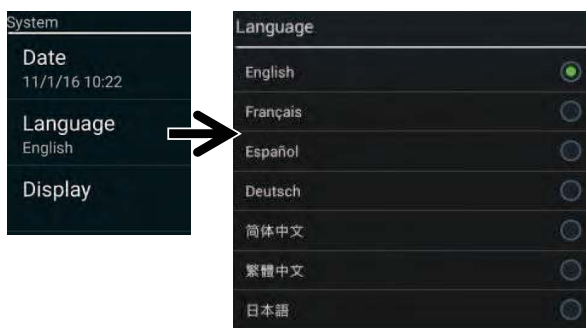 System
Date
11/1/16 10:22
Language
English
Display
Language
English
Français
Español
Deutsch
简体中文
繁體中文
日本語